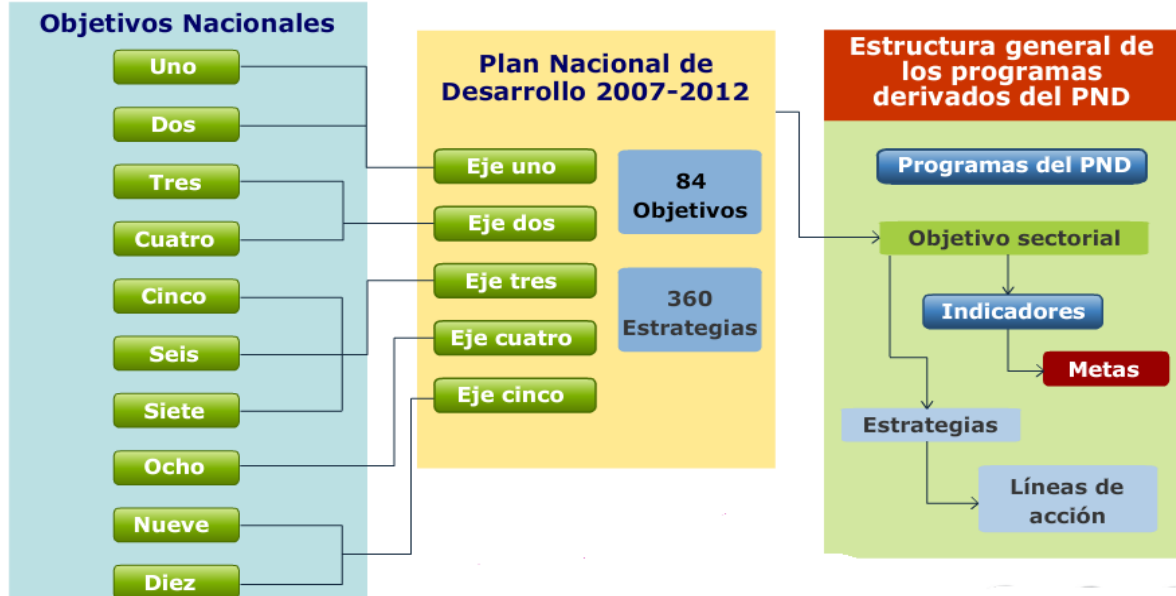 Objetivos Nacionales
Uno
Dos
Tres
Cuatro
Cinco
Seis
Siete
Ocho
Nueve
Diez
Plan Nacional de
Desarrollo 2007-2012
Eje uno
Eje dos
Eje tres
Eje cuatro
Eje cinco
84
Objetivos
360
Estrategias
Estructura general de
los programas
derivados del PND
Programas del PND
Objetivo sectorial
Indicadores
Metas
Estrategias
Líneas de
acción